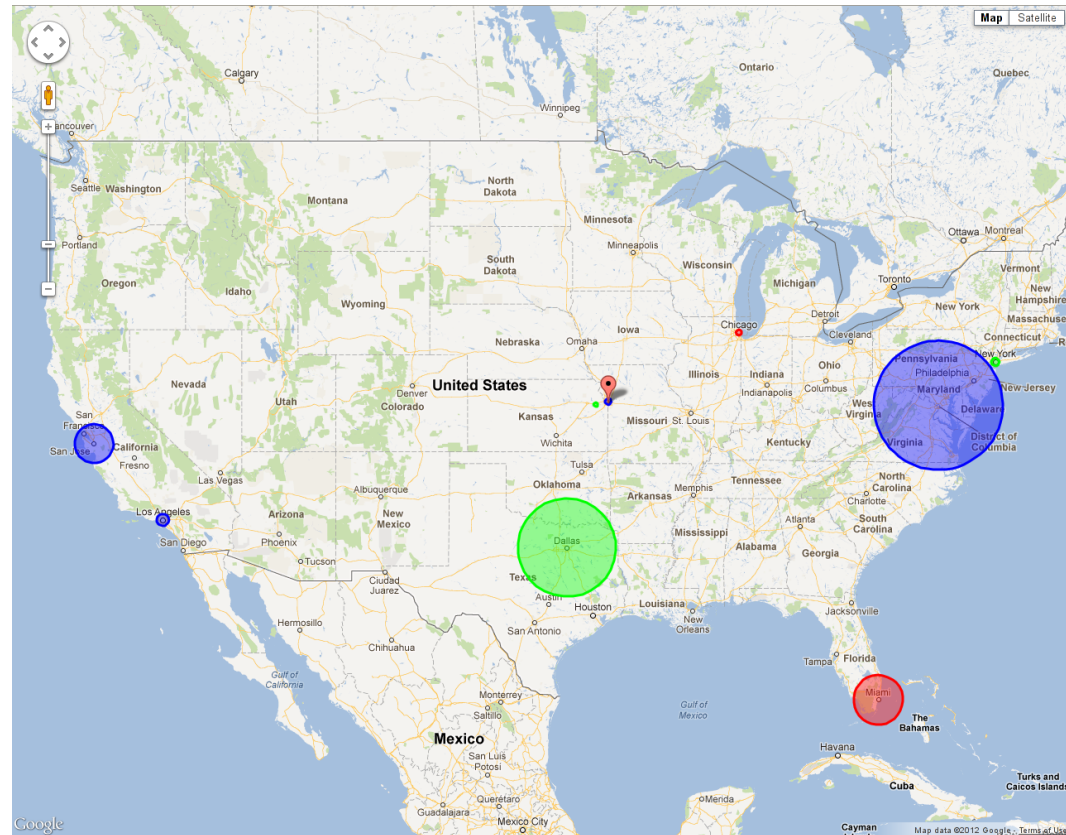 Map Satellite
Ontario
Quebec
Calgary
Winnipeg
ancouver
Seattle
Washington
North
Dakota
Montana
Minnesota
Ottawa Montreal
Portland
Minneapolis
South
Dakota
Wisconsin
Vermont
Toronto
Michigan
New
Hampshire
Oregon
Idaho
Wyoming
New York
Massachuse
Detroit
Chicago
Iowa
Cleveland
Connecticut
R
Nebraska
Omaha
New York
Pennsylvania
Ohio
Philadelphia
Illinois
Indiana
Indianapolis
Columbus
Nevada
United States
Denver
Colorado
Utah
Maryland
New Jersey
West
Virginia
Delaware
Kansas
Missouri
St. Louis
San
Francisco
San Jose
California
Fresno
Wichita
Kentucky
Virginia
District of
Columbia
Las Vegas
Tulsa
Oklahoma
Tennessee
North
Carolina
Charlotte
Albuquerque
Arkansas
Memphis
Los Angeles
Arizona
New
Mexico
South
Carolina
Atlanta
San Diego
Phoenix
Dallas
Mississippi
Alabama
Georgia
Tucson
Texas
Ciudad
Juarez
Austin
Houston
Louisiana
Jacksonville
New
Orleans
Hermosillo
San Antonio
Chihuahua
Tampa
Florida
Gulf of
California
Monterrey
Saltillo
Gulf of
Mexico
Miami
The
Bahamas
Mexico
Havana
San Luis
Potosi
Cuba
Turks and
Caicos Islands
Merida
Querétaro
Guadalajara
Mexico City
Google
Cayman
Map data ©2012 Google - Terms of Use